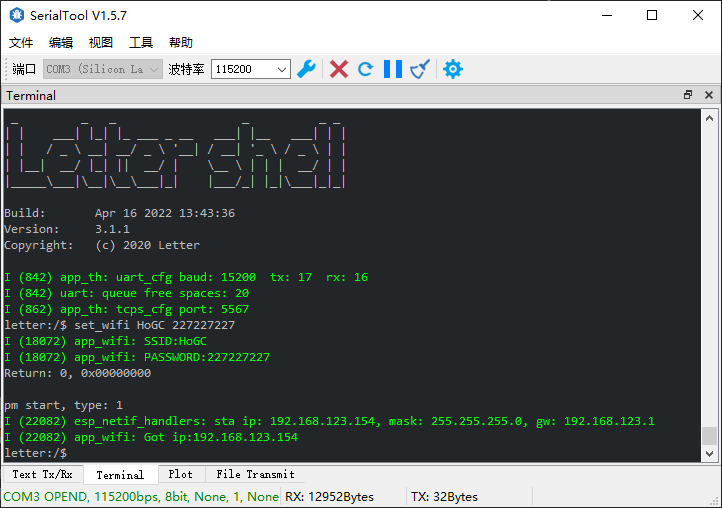 SerialTool V1.5.7
文件 编辑 视图 工具 帮助
端口 COM3 (Silicon La 波特率 115200
Terminal
Letter shell
Build: Apr 16 2022 13:43:36
Version: 3.1.1
Copyright: (c) 2020 Letter
I (842) app_th: uart_cfg baud: 15200 tx: 17 rx: 16
I (842) uart: queue free spaces: 20
I (862) app_th: tcps_cfg port: 5567
letter:/$ set_wifi HoGC 227227227
I (18072) app_wifi: SSID:HoGC
I (18072) app_wifi: PASSWORD:227227227
Return: 0, 0x00000000
pm start, type: 1
I (22082) esp_netif_handlers: sta ip: 192.168.123.154, mask: 255.255.255.0, gw: 192.168.123.1
I (22082) app_wifi: Got ip:192.168.123.154
letter:/$
Text Tx/Rx Terminal Plot File Transmit
COM3 OPEND, 115200bps, 8bit, None, 1, None RX: 12952Bytes TX: 32Bytes